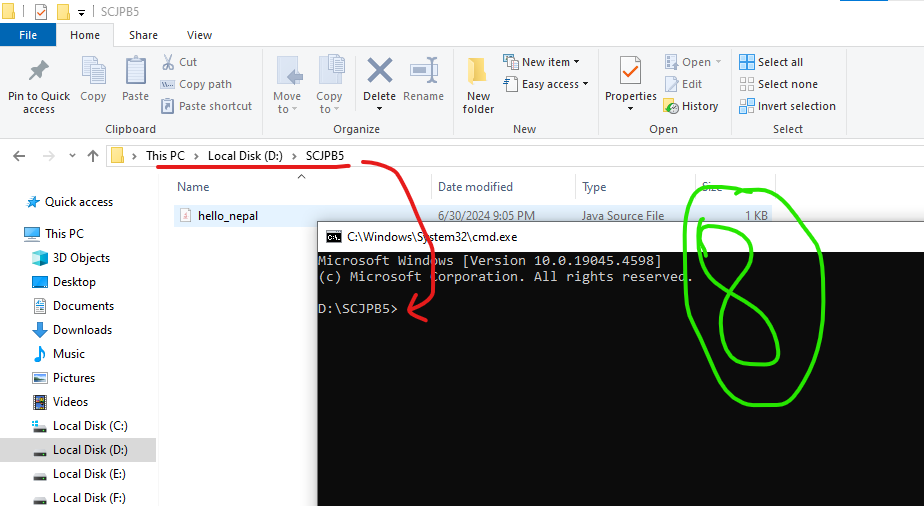 SCJPB5
File Home Share View
Pin to Quick access
Copy
Paste
Cut
Copy path
Paste shortcut
Clipboard
Move to
Copy to
Delete
Rename
Organize
New folder
New item
Easy access
New
Properties
Open
Edit
History
Open
Select all
Select none
Invert selection
Select
This PC > Local Disk (D:) > SCJPB5
Name Date modified Type Size
hello_nepal 6/30/2024 9:05 PM Java Source File 1 KB
Quick access
This PC
3D Objects
Desktop
Documents
Downloads
Music
Pictures
Videos
Local Disk (C:)
Local Disk (D:)
Local Disk (E:)
Local Disk (F:)
C:\Windows\System32\cmd.exe
Microsoft Windows [Version 10.0.19045.4598]
(c) Microsoft Corporation. All rights reserved.
D:\SCJPB5>
8